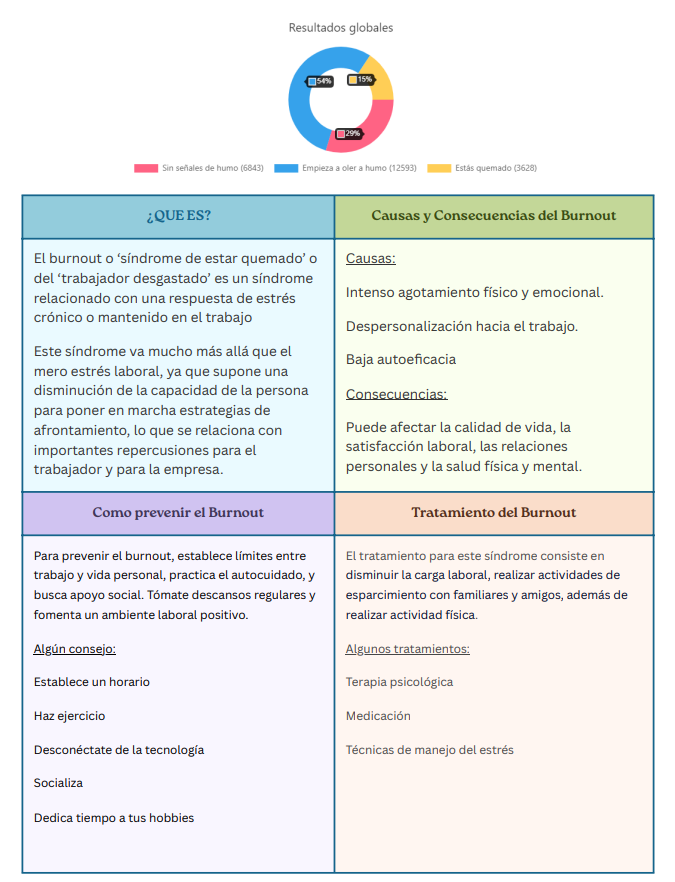 Resultados globales
54%
15%
29%
Sin señales de humo (6843)
Empieza a oler a humo (12593)
Estás quemado (3628)
¿QUE ES?
El burnout o ‘síndrome de estar quemado’ o
del ‘trabajador desgastado’ es un síndrome
relacionado con una respuesta de estrés
crónico o mantenido en el trabajo
Este síndrome va mucho más allá que el
mero estrés laboral, ya que supone una
disminución de la capacidad de la persona
para poner en marcha estrategias de
afrontamiento, lo que se relaciona con
importantes repercusiones para el
trabajador y para la empresa.
Causas y Consecuencias del Burnout
Causas:
Intenso agotamiento físico y emocional.
Despersonalización hacia el trabajo.
Baja autoeficacia
Consecuencias:
Puede afectar la calidad de vida, la
satisfacción laboral, las relaciones
personales y la salud física y mental.
Como prevenir el Burnout
Para prevenir el burnout, establece límites entre
trabajo y vida personal, practica el autocuidado, y
busca apoyo social. Tómate descansos regulares y
fomenta un ambiente laboral positivo.
Algún consejo:
Establece un horario
Haz ejercicio
Desconéctate de la tecnología
Socializa
Dedica tiempo a tus hobbies
Tratamiento del Burnout
El tratamiento para este síndrome consiste en
disminuir la carga laboral, realizar actividades de
esparcimiento con familiares y amigos, además de
realizar actividad física.
Algunos tratamientos:
Terapia psicológica
Medicación
Técnicas de manejo del estrés